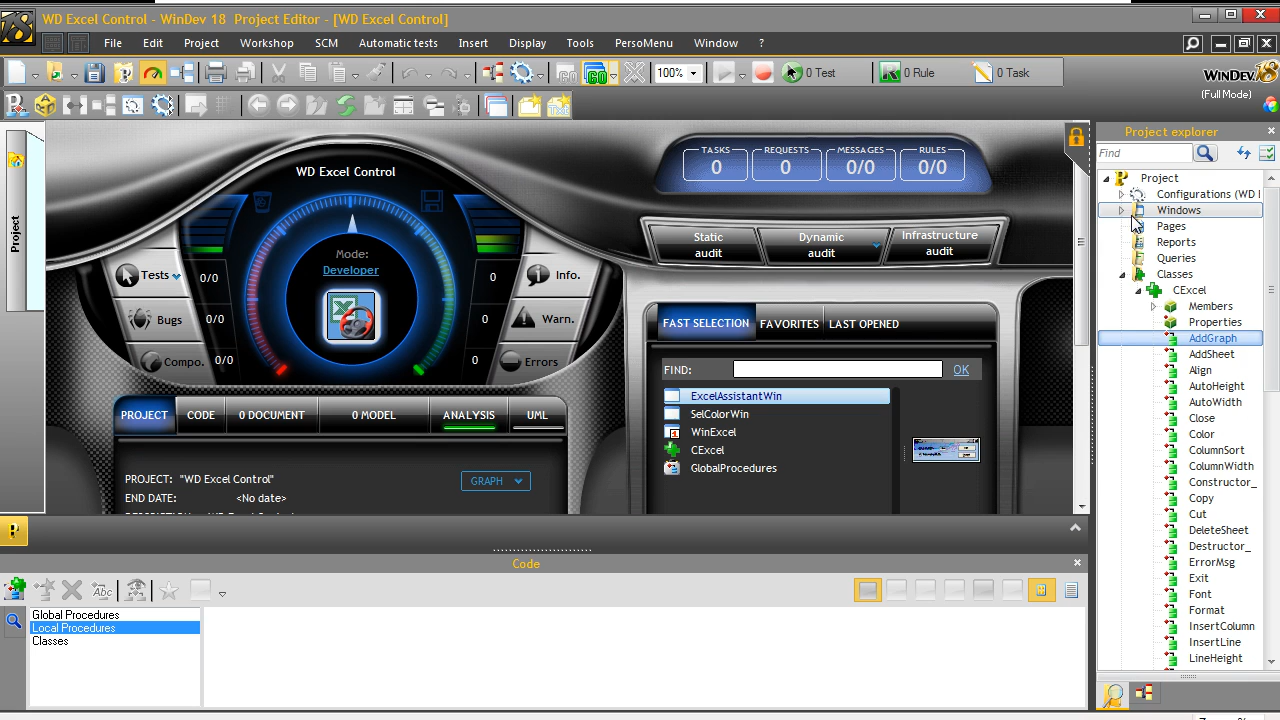 WD Excel Control - WinDev 18  Project Editor - [WD Excel Control]
File Edit Project Workshop SCM Automatic tests Insert Display Tools PersoMenu Window ?
100% 0 Test 0 Rule 0 Task
WINDEV 18
(Full Mode)
Project explorer
Find
Project
WD Excel Control
Mode:
Developer
Tests 0/0
Bugs 0/0
Compo. 0/0
0 Info.
0 Warn.
0 Errors
TASKS REQUESTS MESSAGES RULES
0 0 0/0 0/0
Static audit
Dynamic audit
Infrastructure audit
PROJECT CODE 0 DOCUMENT 0 MODEL ANALYSIS UML
PROJECT: "WD Excel Control"
GRAPH
END DATE: <No date>
FAST SELECTION FAVORITES LAST OPENED
FIND: OK
ExcelAssistantWin
SelColorWin
WinExcel
CExcel
GlobalProcedures
Project
Configurations (WD
Windows
Pages
Reports
Queries
Classes
CExcel
Members
Properties
AddGraph
AddSheet
Align
AutoHeight
AutoWidth
Close
Color
ColumnSort
ColumnWidth
Constructor_
Copy
Cut
DeleteSheet
Destructor_
ErrorMsg
Exit
Font
Format
InsertColumn
InsertLine
LineHeight
Code
Abc
Global Procedures
Local Procedures
Classes